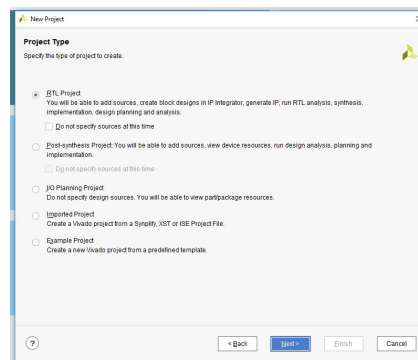 New Project
Project Type
Specify the type of project to create.
RTL Project
You will be able to add sources, create block designs in IP Integrator, generate IP, run RTL analysis, synthesis,
implementation, design planning and analysis.
Do not specify sources at this time
Post-synthesis Project: You will be able to add sources, view device resources, run design analysis, planning and
implementation.
Do not specify sources at this time
I/O Planning Project
Do not specify design sources. You will be able to view part/package resources.
Imported Project
Create a Vivado project from a Synplify, XST or ISE Project File.
Example Project
Create a new Vivado project from a predefined template.
?
< Back
Next >
Finish
Cancel